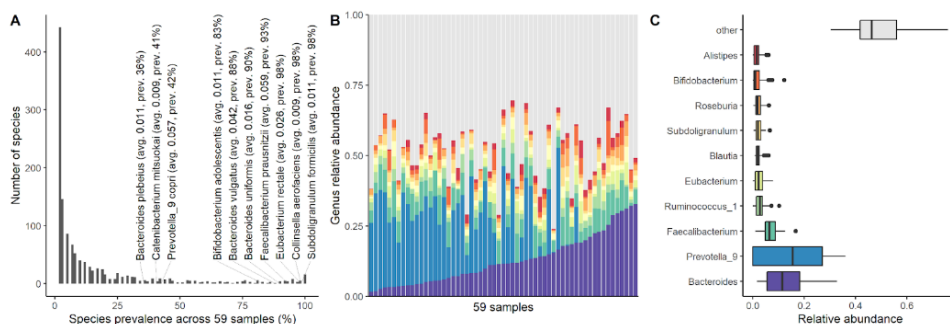 A
Number of species
400
300
200
100
0
Bacteroides plebeius (avg. 0.011, prev. 36%)
Catenibacterium mitsuokai (avg. 0.009, prev. 41%)
Prevotella_9 copri (avg. 0.057, prev. 42%)
Bifidobacterium adolescentis (avg. 0.011, prev. 83%)
Bacteroides vulgatus (avg. 0.042, prev. 88%)
Bacteroides uniformis (avg. 0.016, prev. 90%)
Faecalibacterium prausnitzii (avg. 0.059, prev. 93%)
Eubacterium rectale (avg. 0.026, prev. 98%)
Collinsella aerofaciens (avg. 0.009, prev. 98%)
Subdoligranulum formicilis (avg. 0.011, prev. 98%)
0
25
50
75
100
Species prevalence across 59 samples (%)
B
Genus relative abundance
1.00
0.75
0.50
0.25
0.00
59 samples
C
other
Alistipes
Bifidobacterium
Roseburia
Subdoligranulum
Blautia
Eubacterium
Ruminococcus_1
Faecalibacterium
Prevotella_9
Bacteroides
0.0
0.2
0.4
0.6
Relative abundance